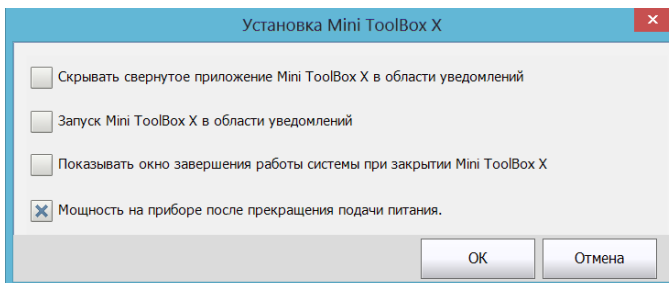 Установка Mini ToolBox X
Скрывать свернутое приложение Mini ToolBox X в области уведомлений
Запуск Mini ToolBox X в области уведомлений
Показывать окно завершения работы системы при закрытии Mini ToolBox X
Мощность на приборе после прекращения подачи питания.
OK Отмена